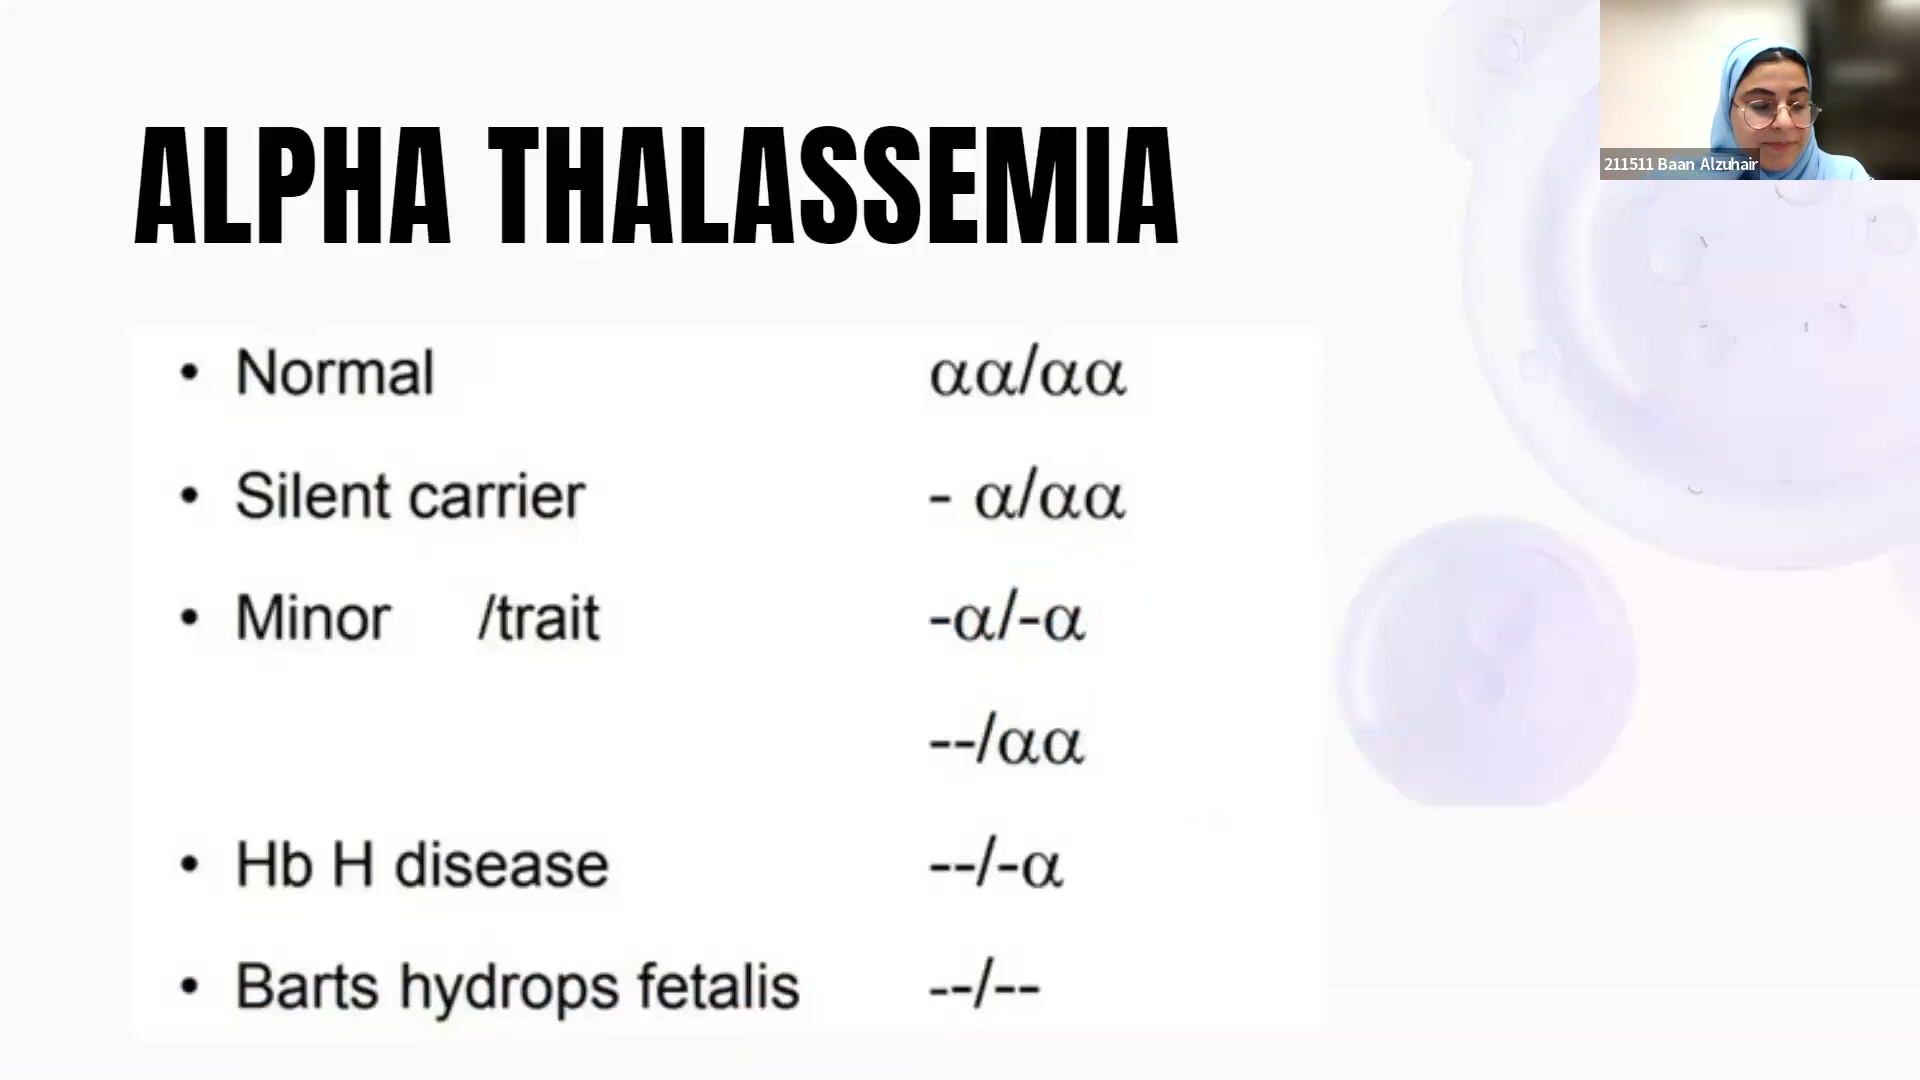 ALPHA THALASSEMIA
211511 Baan Alzuhair
• Normal αα/αα
• Silent carrier - α/αα
• Minor /trait -α/-α
--/αα
• Hb H disease --/-α
• Barts hydrops fetalis --/--